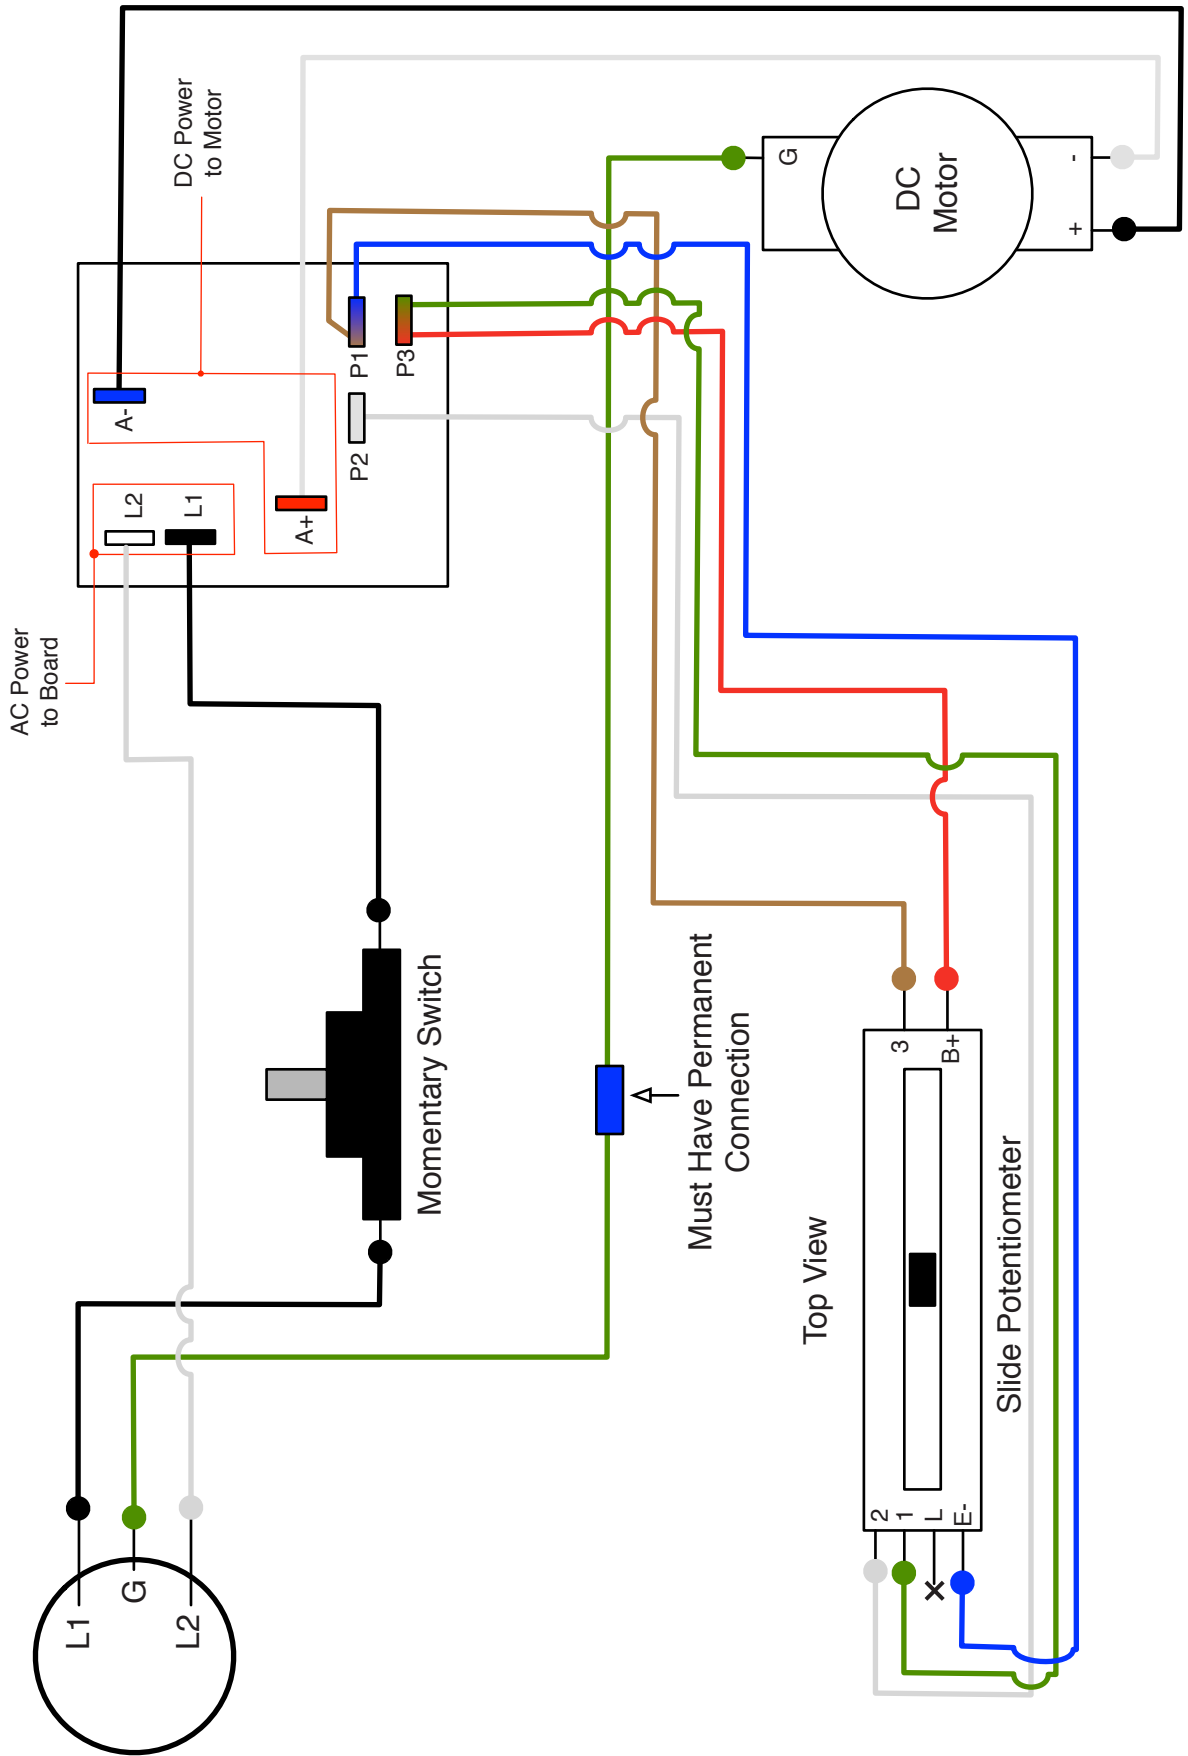 DC Power
to Motor
AC Power
to Board
A-
L2
L1
A+
P1
P3
P2
G
DC
Motor
-
+
Momentary Switch
Must Have Permanent
Connection
Top View
3
B+
2
1
L
E-
Slide Potentiometer
L1
G
L2